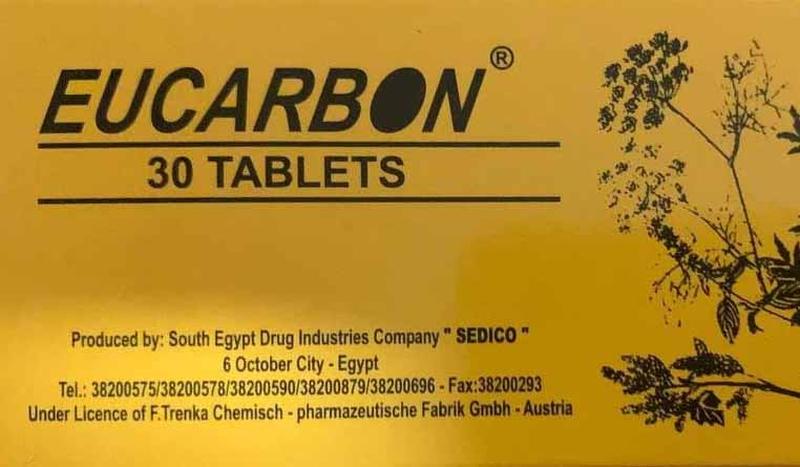 EUCARBON®
30 TABLETS
Produced by: South Egypt Drug Industries Company " SEDICO "
6 October City - Egypt
Tel.: 38200575/38200578/38200590/38200879/38200696 - Fax:38200293
Under Licence of F.Trenka Chemisch - pharmazeutische Fabrik Gmbh - Austria